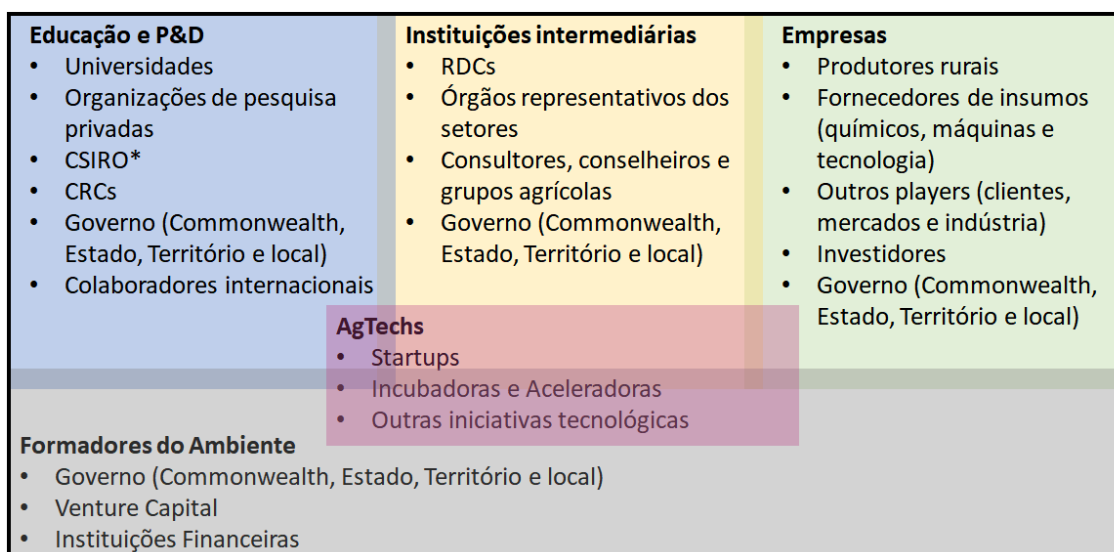 Educação e P&D
• Universidades
• Organizações de pesquisa
privadas
• CSIRO*
• CRCs
• Governo (Commonwealth,
Estado, Território e local)
• Colaboradores internacionais
Instituições intermediárias
• RDCs
• Órgãos representativos dos
setores
• Consultores, conselheiros e
grupos agrícolas
• Governo (Commonwealth,
Estado, Território e local)
Empresas
• Produtores rurais
• Fornecedores de insumos
(químicos, máquinas e
tecnologia)
• Outros players (clientes,
mercados e indústria)
• Investidores
• Governo (Commonwealth,
Estado, Território e local)
AgTechs
• Startups
• Incubadoras e Aceleradoras
• Outras iniciativas tecnológicas
Formadores do Ambiente
• Governo (Commonwealth, Estado, Território e local)
• Venture Capital
• Instituições Financeiras